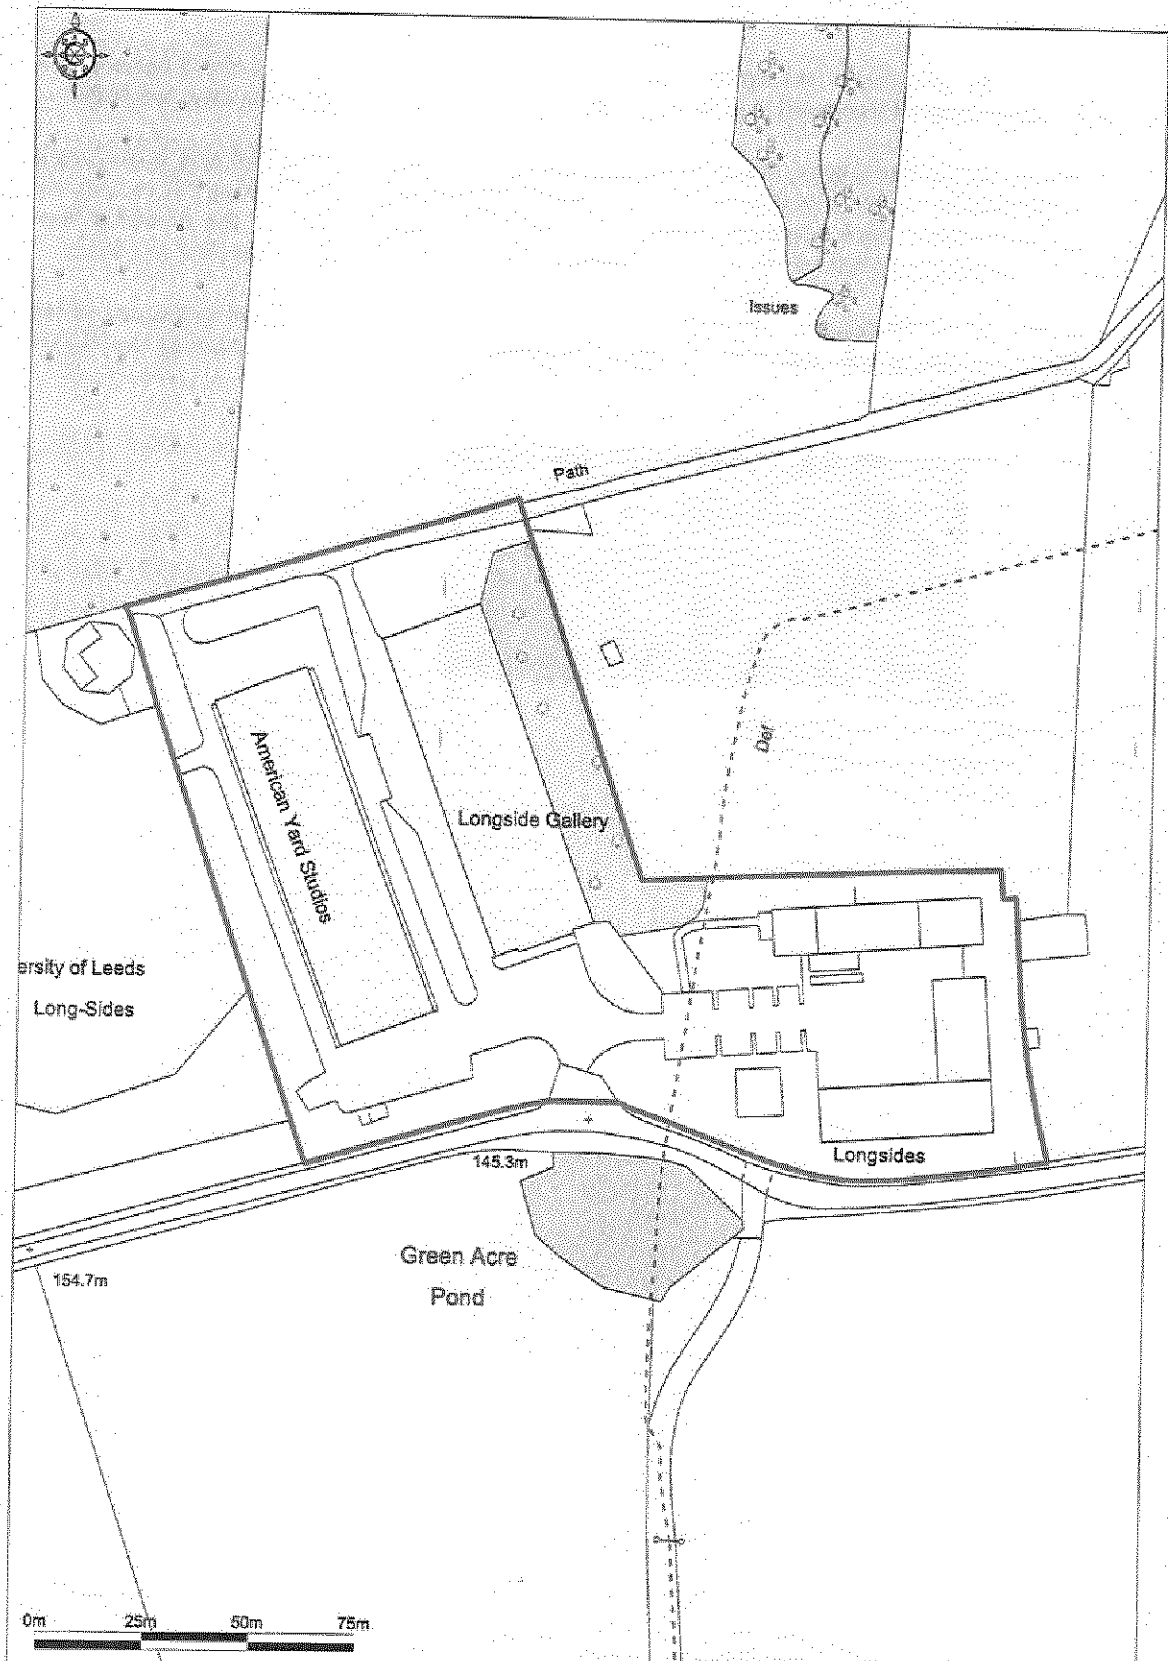 Issues
Path
Def
American Yard Studios
Longside Gallery
ersity of Leeds
Long-Sides
Longsides
145.3m
Green Acre
Pond
154.7m
0m 25m 50m 75m